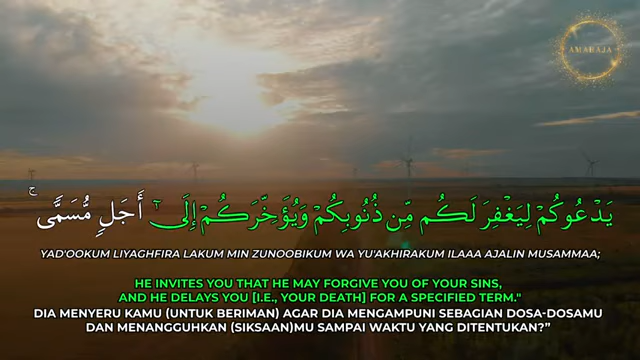 AMARAJA
يَدْعُوكُمْ لِيَغْفِرَ لَكُم مِّن ذُنُوبِكُمْ وَيُؤَخِّرَكُمْ إِلَىٰٓ أَجَلٍ مُّسَمًّى ۚ
YAD'OOKUM LIYAGHFIRA LAKUM MIN ZUNOOBIKUM WA YU'AKHIRAKUM ILAAA AJALIN MUSAMMAA;
HE INVITES YOU THAT HE MAY FORGIVE YOU OF YOUR SINS,
AND HE DELAYS YOU [I.E., YOUR DEATH] FOR A SPECIFIED TERM."
DIA MENYERU KAMU (UNTUK BERIMAN) AGAR DIA MENGAMPUNI SEBAGIAN DOSA-DOSAMU
DAN MENANGGUHKAN (SIKSAAN)MU SAMPAI WAKTU YANG DITENTUKAN?”